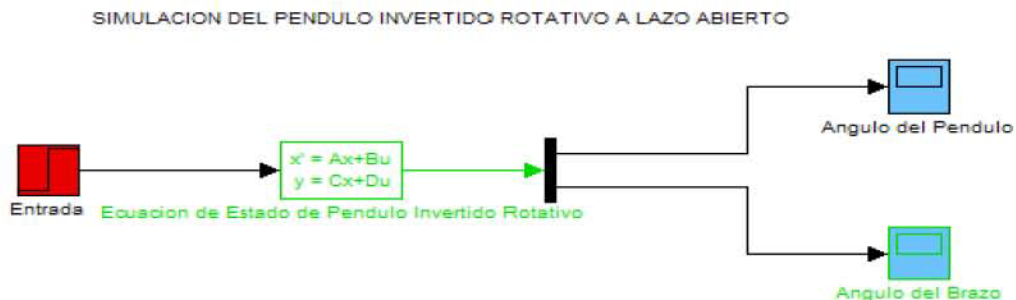 SIMULACION DEL PENDULO INVERTIDO ROTATIVO A LAZO ABIERTO
Angulo del Pendulo
x' = Ax+Bu
y = Cx+Du
Entrada
Ecuacion de Estado de Pendulo Invertido Rotativo
Angulo del Brazo